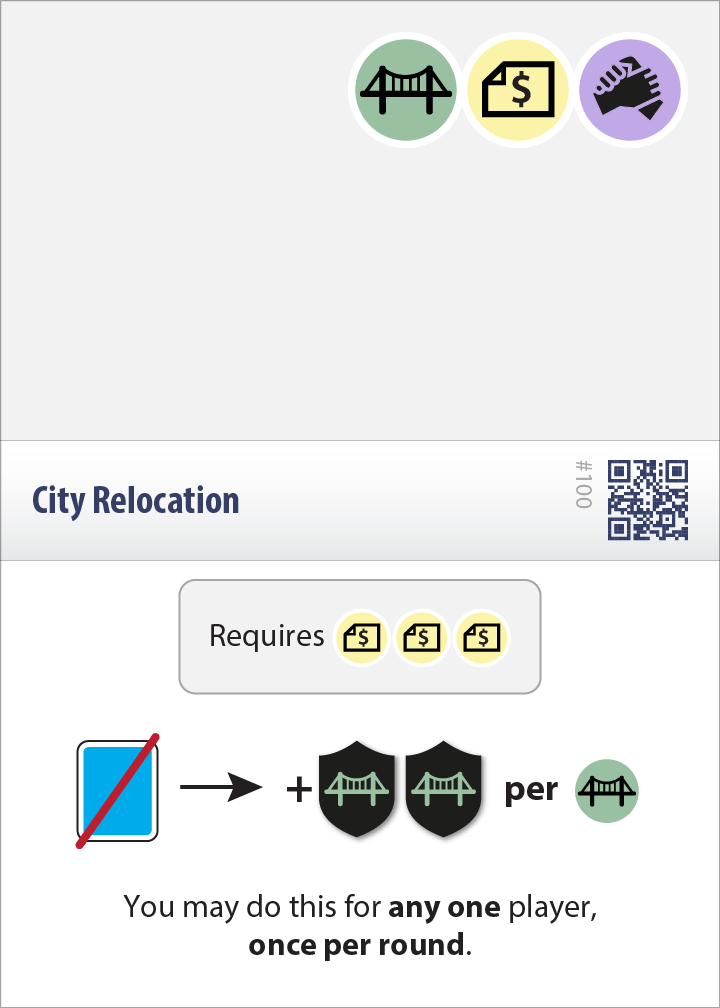 $
City Relocation
#100
Requires $ $ $
+ per
You may do this for any one player,
once per round.